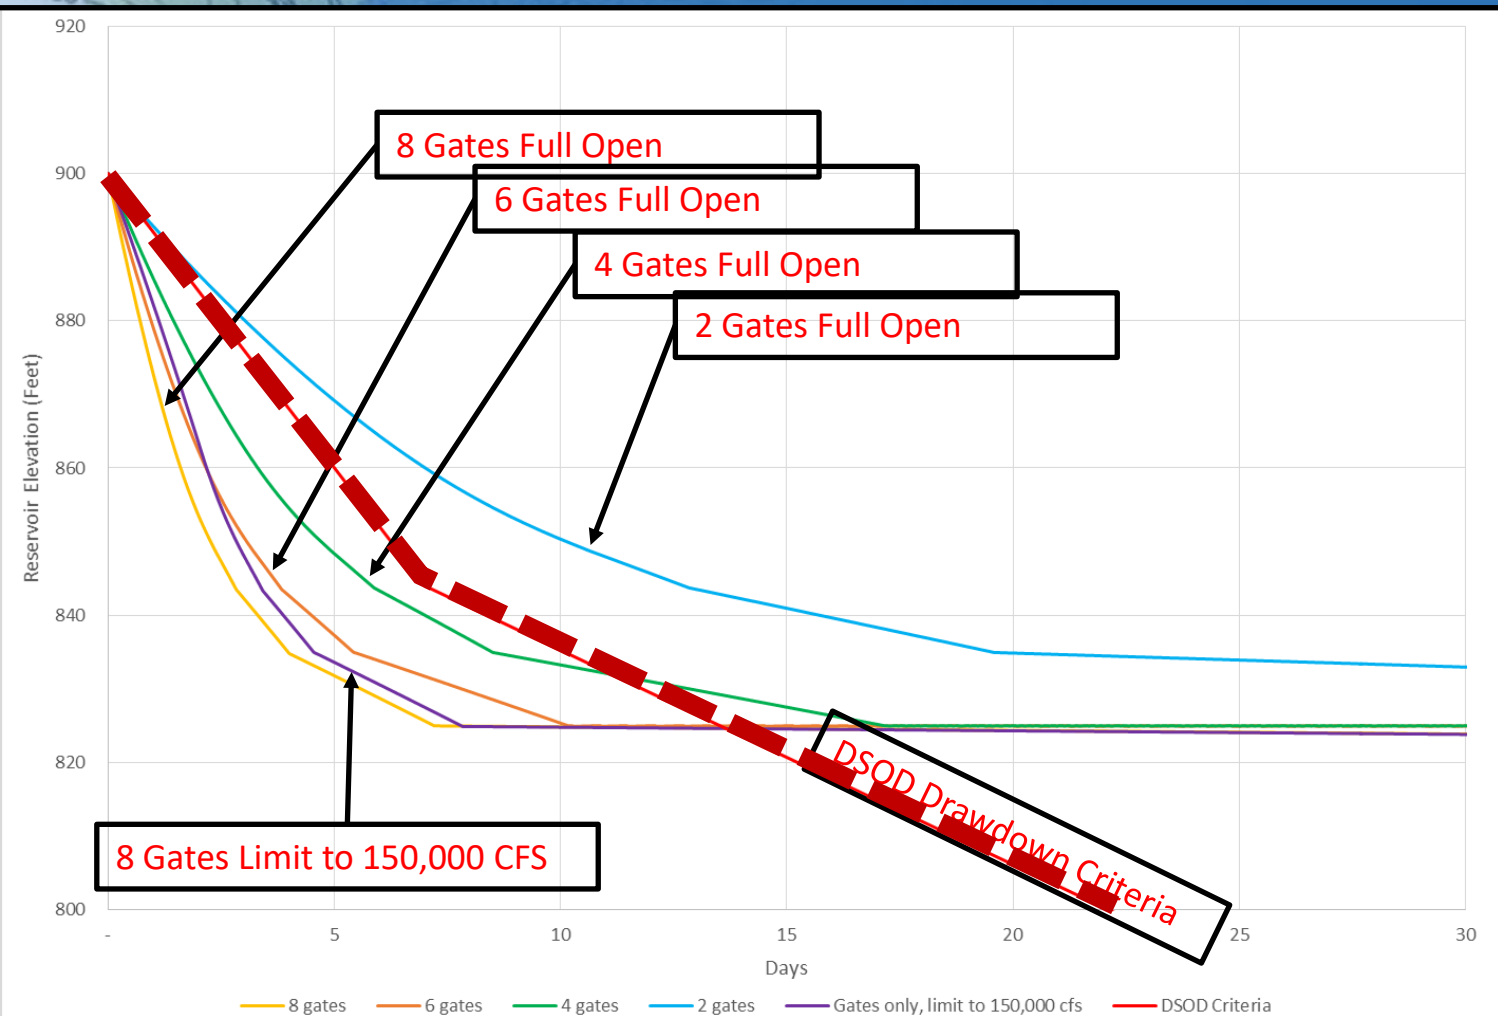 920
900
880
860
840
820
800
Reservoir Elevation (Feet)
8 Gates Full Open
6 Gates Full Open
4 Gates Full Open
2 Gates Full Open
8 Gates Limit to 150,000 CFS
DSOD Drawdown Criteria
- 5 10 15 20 25 30
Days
8 gates 6 gates 4 gates 2 gates Gates only, limit to 150,000 cfs DSOD Criteria